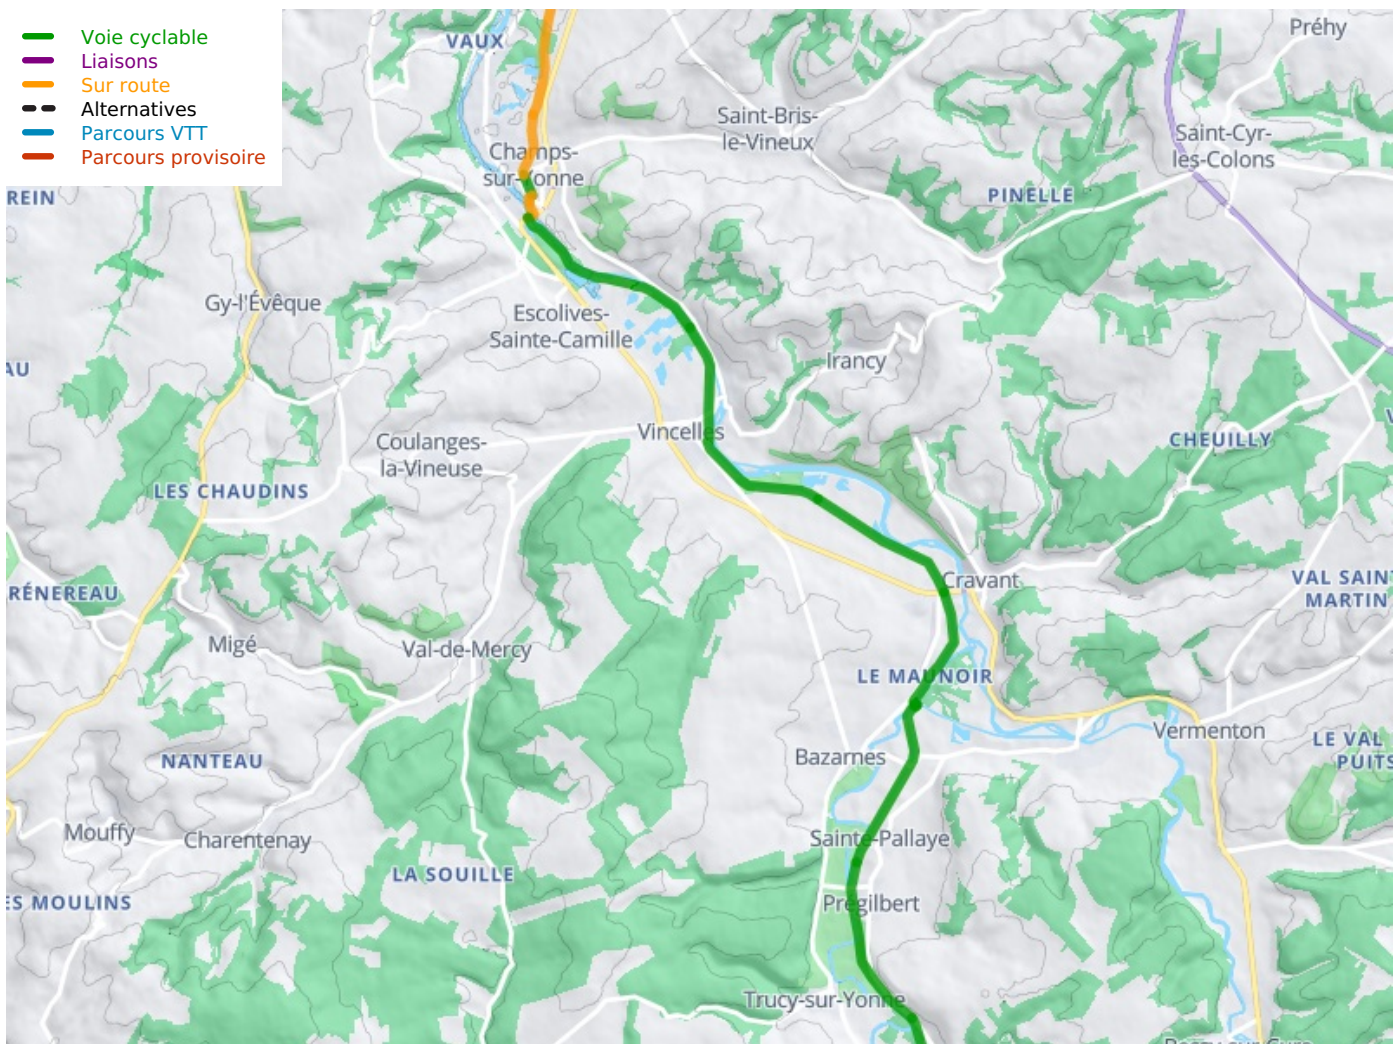 Voie cyclable
Liaisons
Sur route
Alternatives
Parcours VTT
Parcours provisoire
VAUX
Préhy
Saint-Bris-
le-Vineux
Saint-Cyr-
les-Colons
Champs-
sur-Yonne
REIN
PINELLE
Gy-l'Évêque
Escolives-
Sainte-Camille
Irancy
AU
Vincelles
Coulanges-
la-Vineuse
CHEUILLY
LES CHAUDINS
Cravant
VAL SAINT
MARTIN
RÉNEREAU
Migé
Val-de-Mercy
LE MAUNOIR
Vermenton
LE VAL
PUITS
Bazarnes
NANTEAU
Mouffy
Charentenay
Sainte-Pallaye
LA SOUILLE
ES MOULINS
Prégilbert
Trucy-sur-Yonne